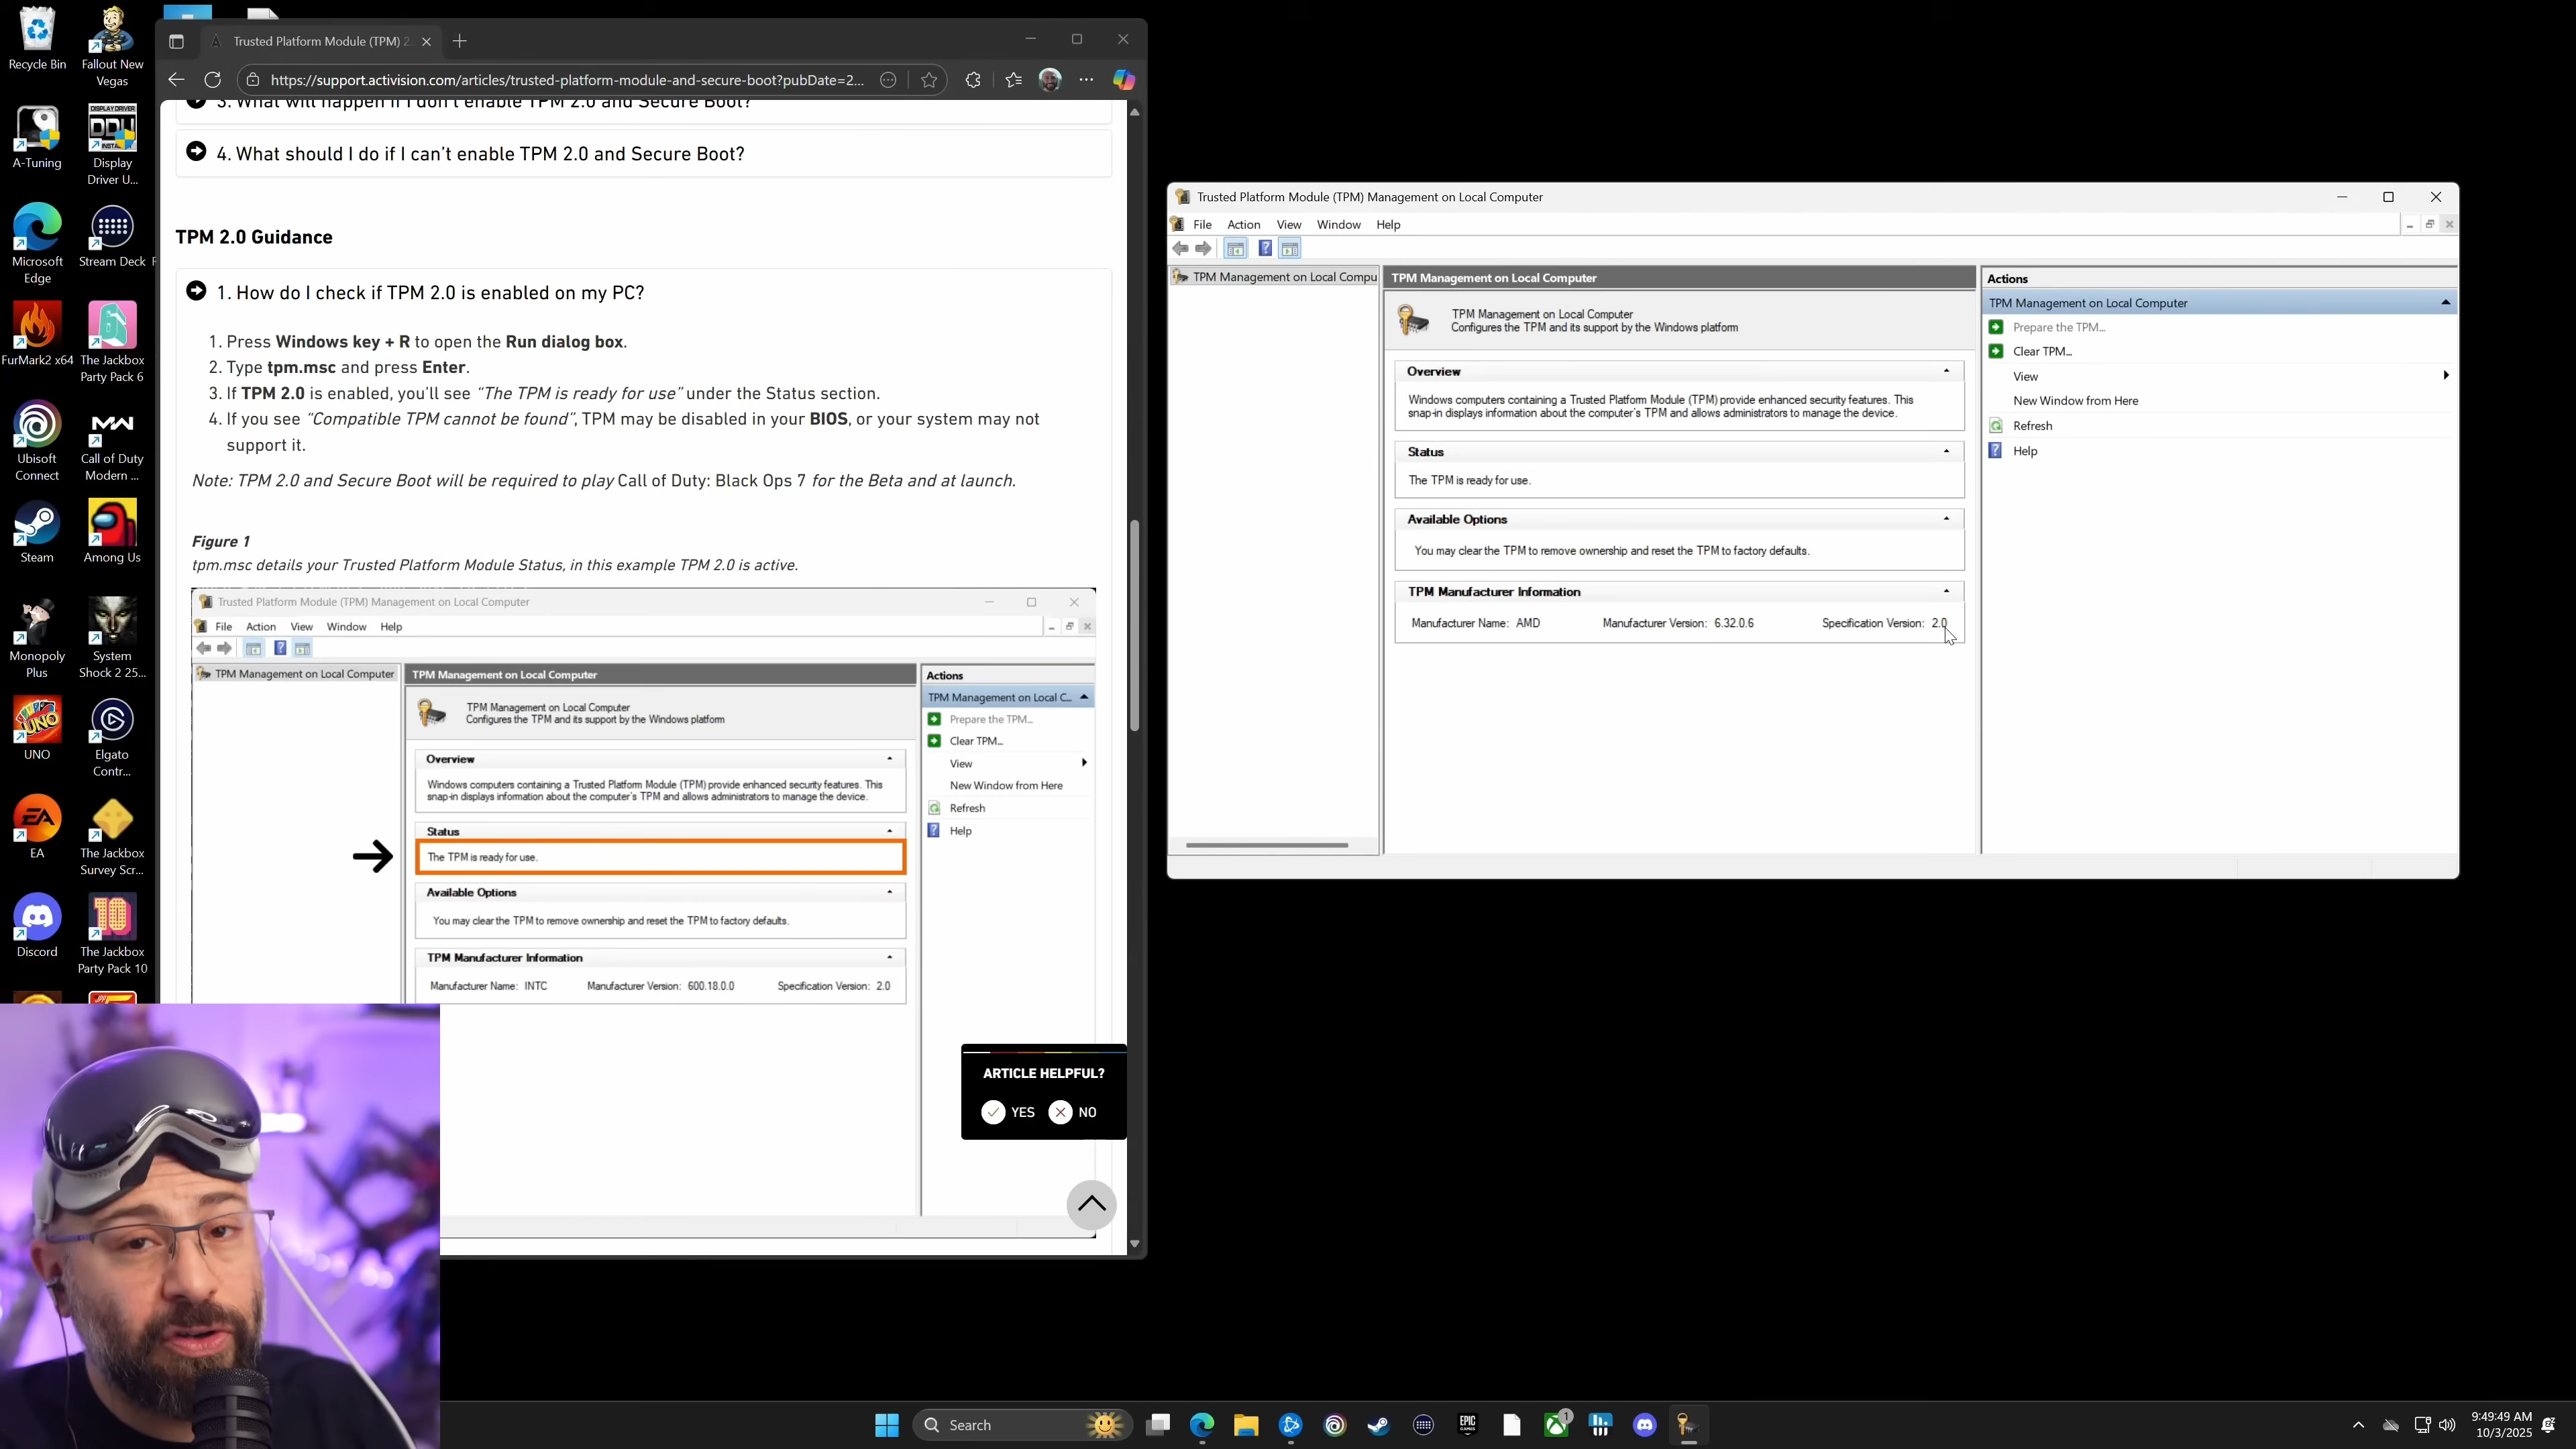 Recycle Bin
Fallout New
Vegas
A-Tuning
DISPLAY DRIVER
DDU
Display
Driver U...
Microsoft
Edge
Stream Deck
F
FurMark2 x64
The Jackbox
Party Pack 6
Ubisoft
Connect
Call of Duty
Modern ...
Steam
Among Us
Monopoly
Plus
System
Shock 2 25...
UNO
UNO
Elgato
Contr...
EA
EA
The Jackbox
Survey Scr...
Discord
10
The Jackbox
Party Pack 10
Trusted Platform Module (TPM) 2.
https://support.activision.com/articles/trusted-platform-module-and-secure-boot?pubDate=2...
3. What will happen if I don't enable TPM 2.0 and Secure Boot?
4. What should I do if I can't enable TPM 2.0 and Secure Boot?
TPM 2.0 Guidance
1. How do I check if TPM 2.0 is enabled on my PC?
1. Press Windows key + R to open the Run dialog box.
2. Type tpm.msc and press Enter.
3. If TPM 2.0 is enabled, you'll see “The TPM is ready for use” under the Status section.
4. If you see “Compatible TPM cannot be found”, TPM may be disabled in your BIOS, or your system may not
support it.
Note: TPM 2.0 and Secure Boot will be required to play Call of Duty: Black Ops 7 for the Beta and at launch.
Figure 1
tpm.msc details your Trusted Platform Module Status, in this example TPM 2.0 is active.
Trusted Platform Module (TPM) Management on Local Computer
File Action View Window Help
TPM Management on Local Computer
TPM Management on Local Computer
TPM Management on Local Computer
Configures the TPM and its support by the Windows platform
Overview
Windows computers containing a Trusted Platform Module (TPM) provide enhanced security features. This
snap-in displays information about the computer's TPM and allows administrators to manage the device.
Status
The TPM is ready for use.
Available Options
You may clear the TPM to remove ownership and reset the TPM to factory defaults.
TPM Manufacturer Information
Manufacturer Name: INTC Manufacturer Version: 600.18.0.0 Specification Version: 2.0
Actions
TPM Management on Local C...
Prepare the TPM...
Clear TPM...
View
New Window from Here
Refresh
Help
ARTICLE HELPFUL?
YES NO
Trusted Platform Module (TPM) Management on Local Computer
File Action View Window Help
TPM Management on Local Compu
TPM Management on Local Computer
TPM Management on Local Computer
Configures the TPM and its support by the Windows platform
Overview
Windows computers containing a Trusted Platform Module (TPM) provide enhanced security features. This
snap-in displays information about the computer's TPM and allows administrators to manage the device.
Status
The TPM is ready for use.
Available Options
You may clear the TPM to remove ownership and reset the TPM to factory defaults.
TPM Manufacturer Information
Manufacturer Name: AMD Manufacturer Version: 6.32.0.6 Specification Version: 2.0
Actions
TPM Management on Local Computer
Prepare the TPM...
Clear TPM...
View
New Window from Here
Refresh
Help
Search
EPIC
GAMES
1
9:49:49 AM
10/3/2025